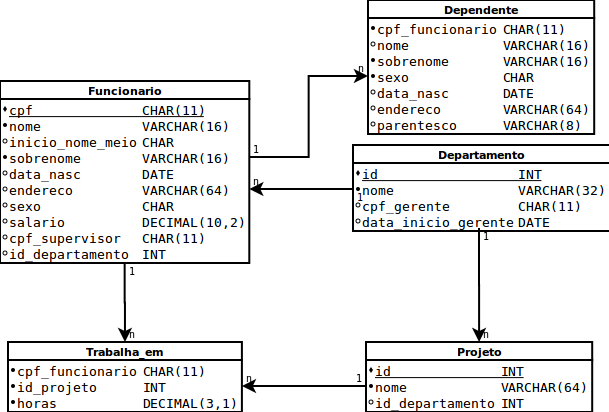 Dependente
cpf_funcionario CHAR(11)
nome VARCHAR(16)
sobrenome VARCHAR(16)
sexo CHAR
data_nasc DATE
endereco VARCHAR(64)
parentesco VARCHAR(8)
n
Funcionario
cpf CHAR(11)
nome VARCHAR(16)
inicio_nome_meio CHAR
sobrenome VARCHAR(16)
data_nasc DATE
endereco VARCHAR(64)
sexo CHAR
salario DECIMAL(10,2)
cpf_supervisor CHAR(11)
id_departamento INT
1
n
1
Departamento
id INT
nome VARCHAR(32)
cpf_gerente CHAR(11)
data_inicio_gerente DATE
1
1
n
n
Trabalha_em
cpf_funcionario CHAR(11)
id_projeto INT
horas DECIMAL(3,1)
n
1
Projeto
id INT
nome VARCHAR(64)
id_departamento INT